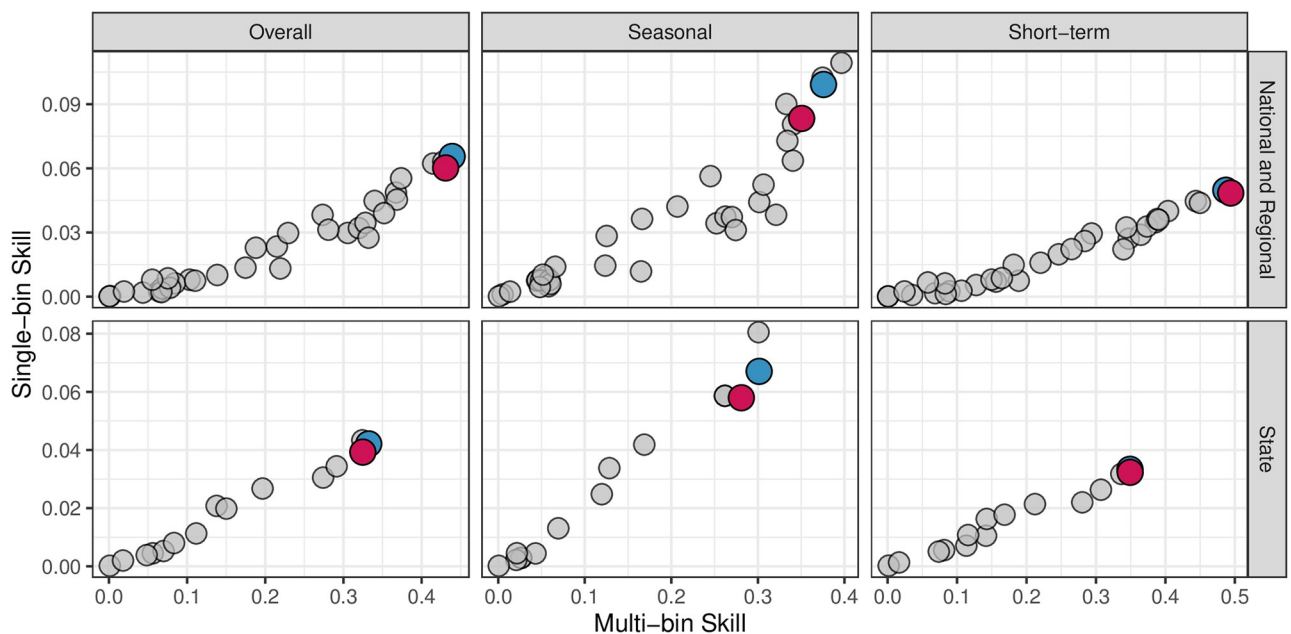 Overall
Seasonal
Short−term
National and Regional
0.09
0.06
0.03
0.00
Single−bin Skill
0.08
0.06
0.04
0.02
0.00
State
0.0 0.1 0.2 0.3 0.4
0.0 0.1 0.2 0.3 0.4
0.0 0.1 0.2 0.3 0.4 0.5
Multi−bin Skill